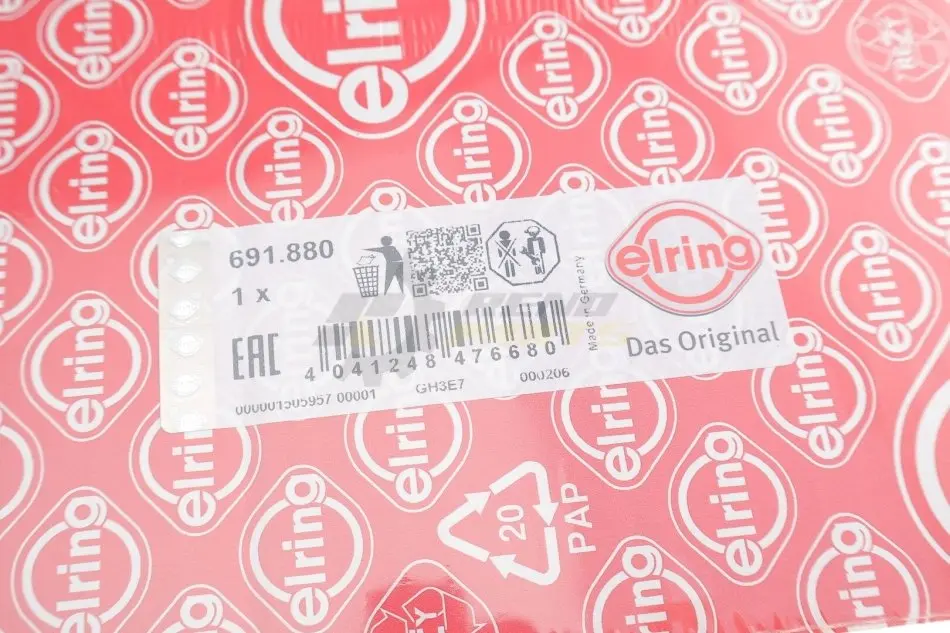 691.880
1 x
EAC
4 041248 476680
000001505957 00001
GH3E7
000206
Made in Germany
elring
Das Original
20
PAP